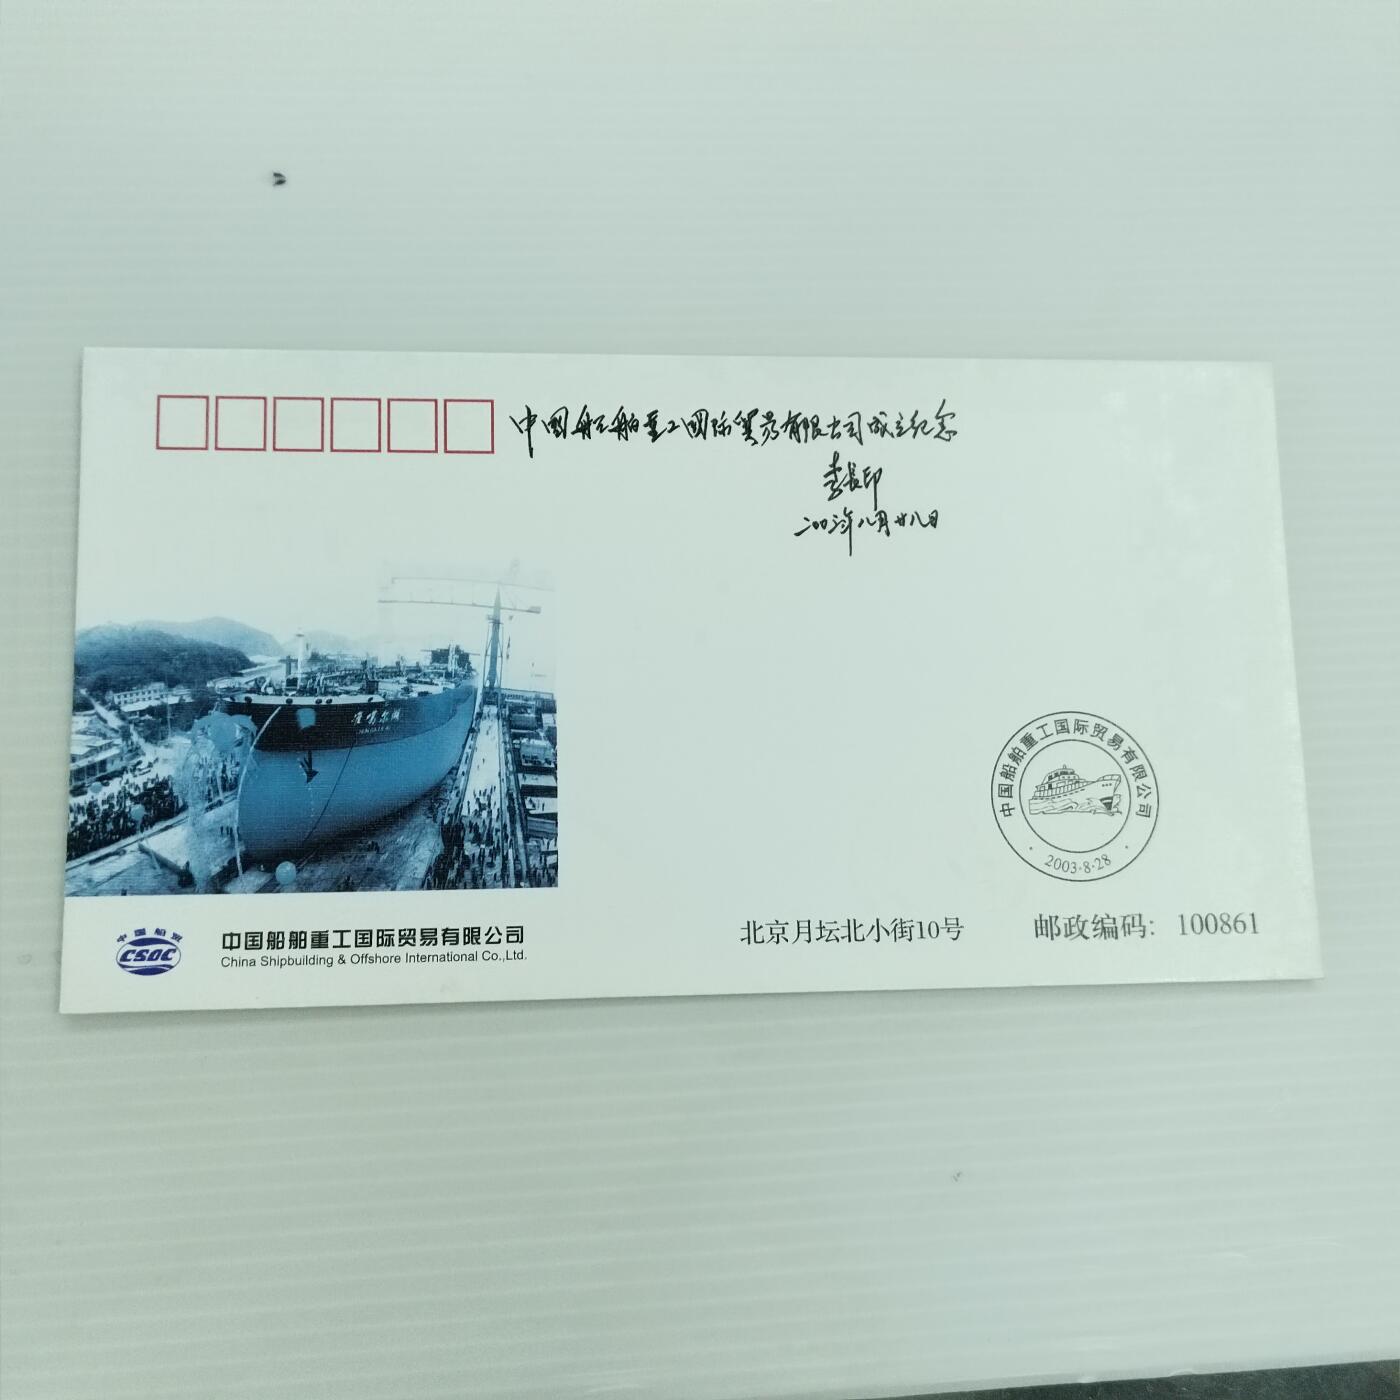 中国船舶重工国际贸易有限公司成立纪念
李长印
二〇〇三年八月廿八日
中国船舶重工国际贸易有限公司
2003·8·28
中国船贸
CSOC
中国船舶重工国际贸易有限公司
China Shipbuilding & Offshore International Co.,Ltd.
北京月坛北小街10号
邮政编码：100861